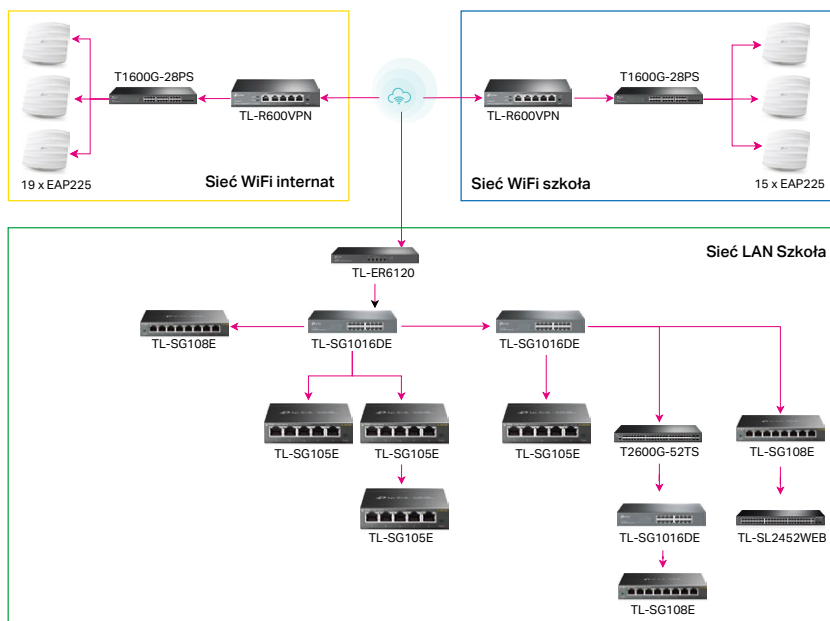 T1600G-28PS
TL-R600VPN
19 x EAP225
Sieć WiFi internat
T1600G-28PS
TL-R600VPN
15 x EAP225
Sieć WiFi szkoła
Sieć LAN Szkoła
TL-ER6120
TL-SG108E
TL-SG1016DE
TL-SG1016DE
TL-SG105E
TL-SG105E
TL-SG105E
T2600G-52TS
TL-SG108E
TL-SG105E
TL-SG1016DE
TL-SL2452WEB
TL-SG108E